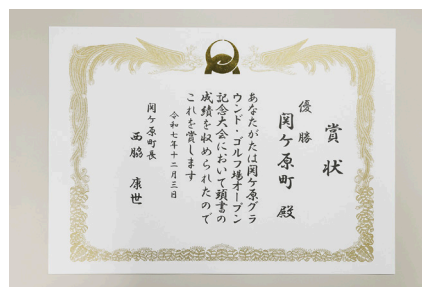 賞状
優勝
関ケ原町 殿
あなたがたは関ケ原グラ
ウンド・ゴルフ場オープン
記念大会において頭書の
成績を収められたので
これを賞します
令和七年十二月三日
関ケ原町長
西脇 康世